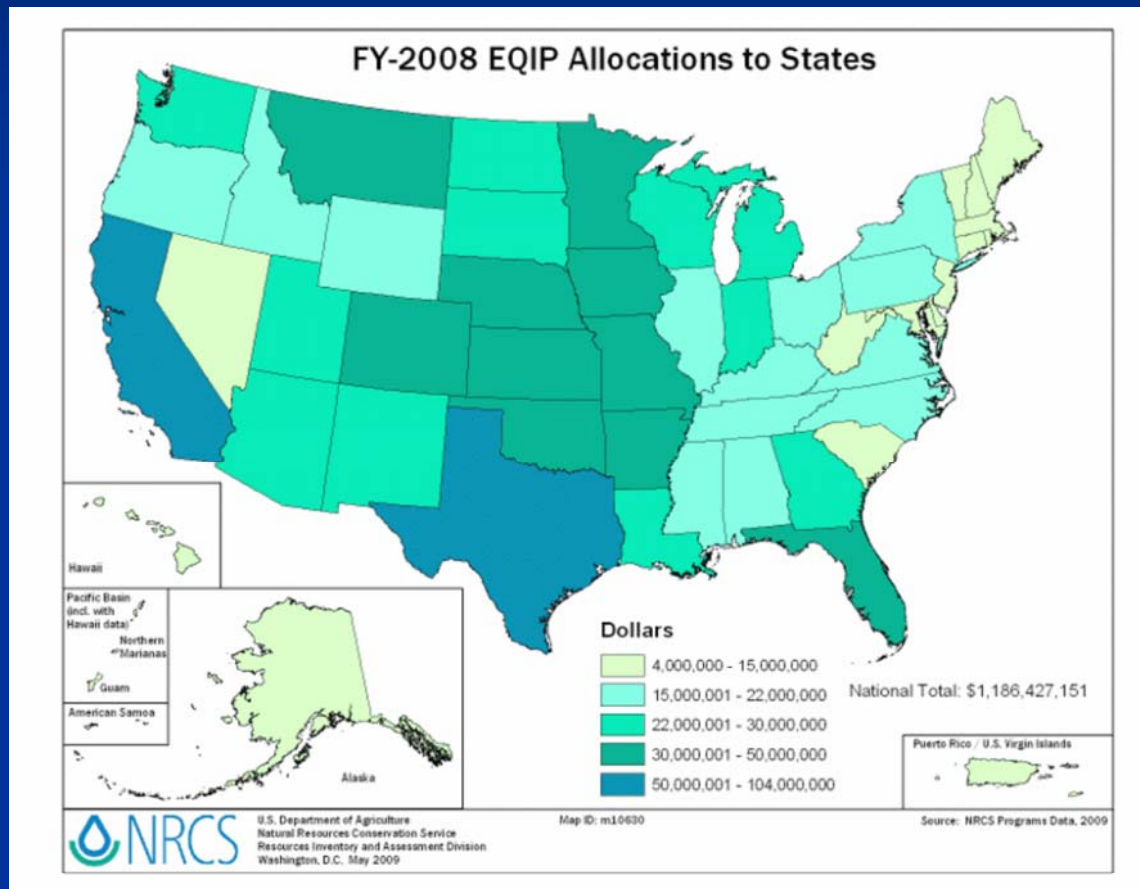 FY-2008 EQIP Allocations to States
Hawaii
Pacific Basin
(incl. with
Hawaii data)
Northern
Marianas
Guam
American Samoa
Alaska
Dollars
4,000,000 - 15,000,000
15,000,001 - 22,000,000
22,000,001 - 30,000,000
30,000,001 - 50,000,000
50,000,001 - 104,000,000
National Total: $1,186,427,151
Puerto Rico / U.S. Virgin Islands
NRCS
U.S. Department of Agriculture
Natural Resources Conservation Service
Resources Inventory and Assessment Division
Washington, D.C. May 2009
Map ID: m10630
Source: NRCS Programs Data, 2009